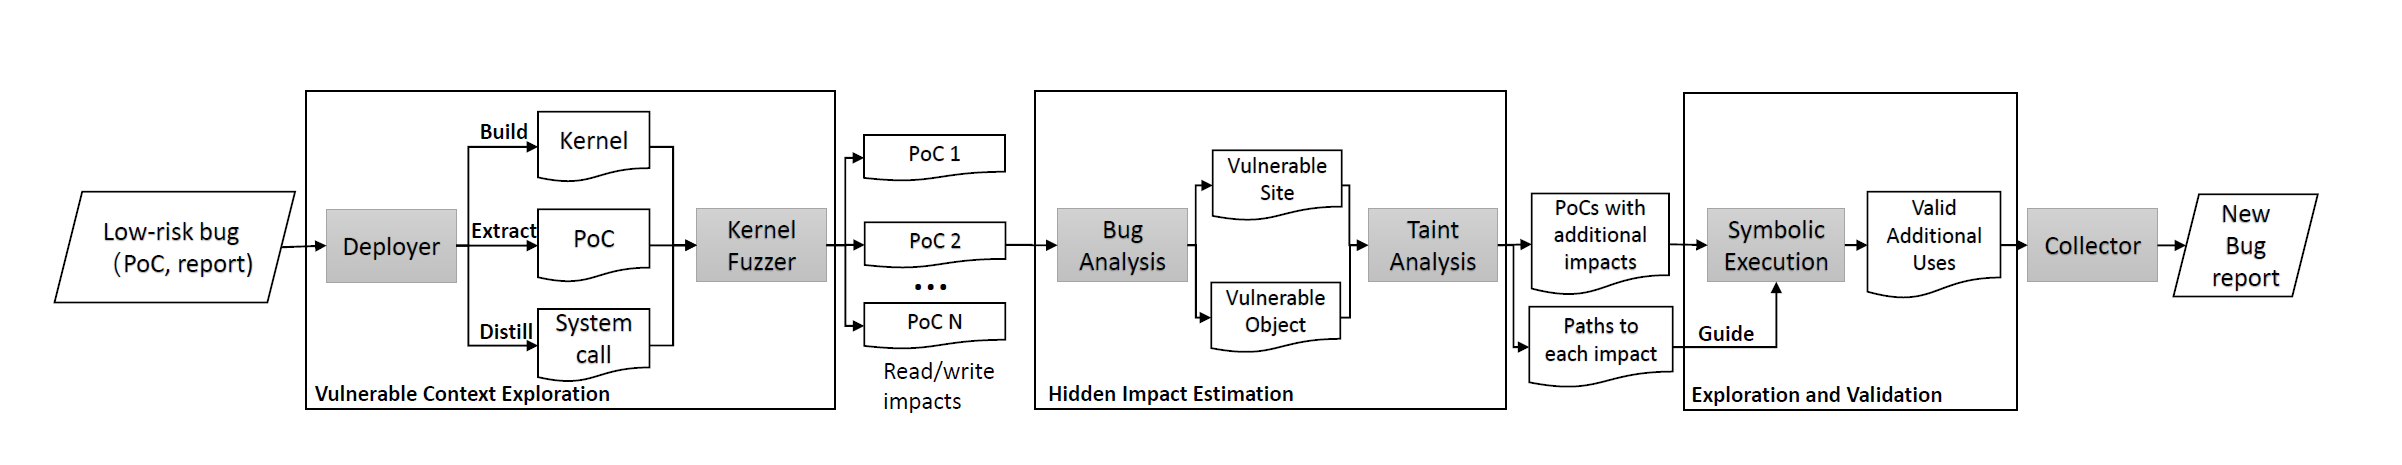 Low-risk bug
(PoC, report)
Deployer
Build
Extract
Distill
Kernel
PoC
System
call
Kernel
Fuzzer
Vulnerable Context Exploration
PoC 1
PoC 2
...
PoC N
Read/write
impacts
Bug
Analysis
Vulnerable
Site
Vulnerable
Object
Taint
Analysis
Hidden Impact Estimation
PoCs with
additional
impacts
Paths to
each impact
Guide
Symbolic
Execution
Valid
Additional
Uses
Exploration and Validation
Collector
New
Bug
report